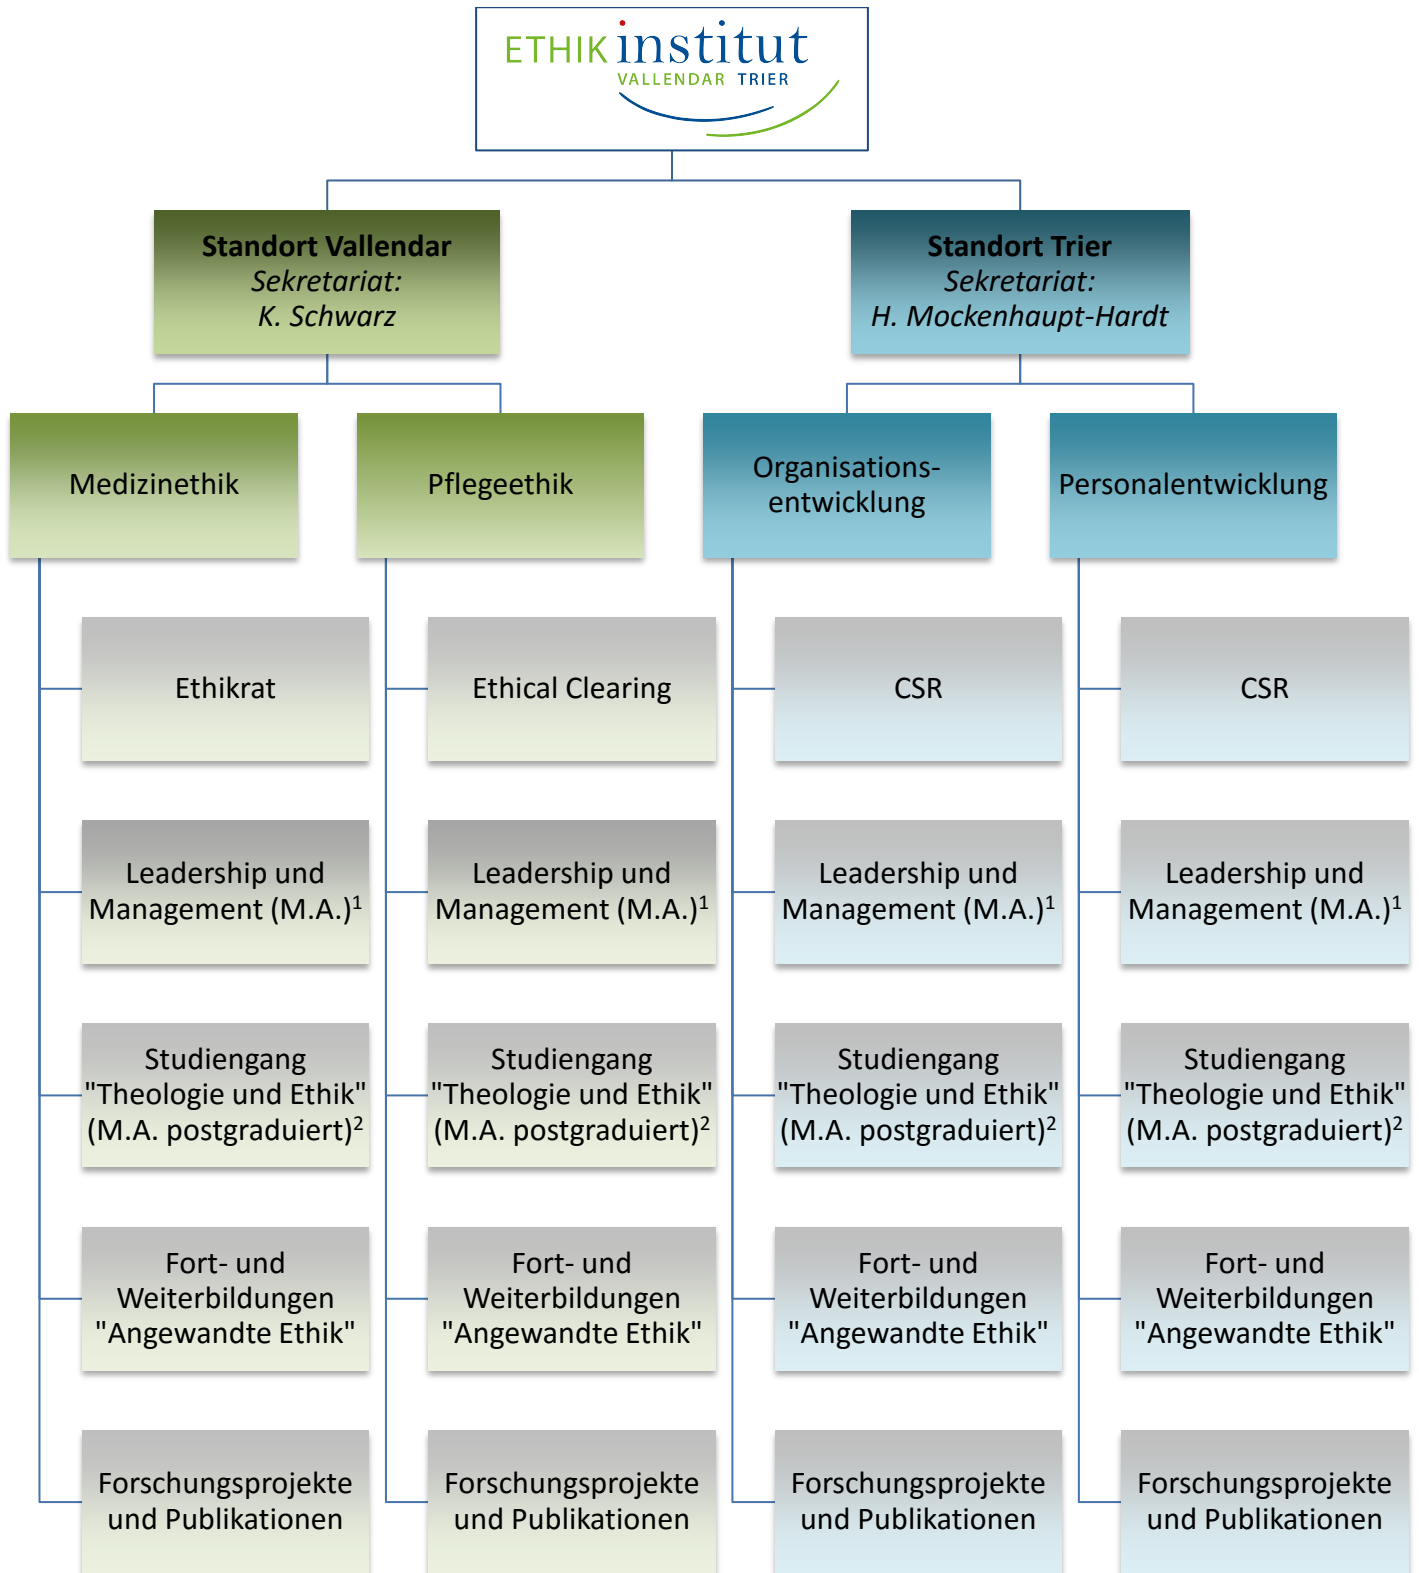 ETHIK institut
VALLENDAR TRIER
Standort Vallendar
Sekretariat:
K. Schwarz
Standort Trier
Sekretariat:
H. Mockenhaupt-Hardt
Medizinethik
Pflegeethik
Organisations-
entwicklung
Personalentwicklung
Ethikrat
Ethical Clearing
CSR
CSR
Leadership und
Management (M.A.)¹
Leadership und
Management (M.A.)¹
Leadership und
Management (M.A.)¹
Leadership und
Management (M.A.)¹
Studiengang
"Theologie und Ethik"
(M.A. postgraduiert)²
Studiengang
"Theologie und Ethik"
(M.A. postgraduiert)²
Studiengang
"Theologie und Ethik"
(M.A. postgraduiert)²
Studiengang
"Theologie und Ethik"
(M.A. postgraduiert)²
Fort- und
Weiterbildungen
"Angewandte Ethik"
Fort- und
Weiterbildungen
"Angewandte Ethik"
Fort- und
Weiterbildungen
"Angewandte Ethik"
Fort- und
Weiterbildungen
"Angewandte Ethik"
Forschungsprojekte
und Publikationen
Forschungsprojekte
und Publikationen
Forschungsprojekte
und Publikationen
Forschungsprojekte
und Publikationen